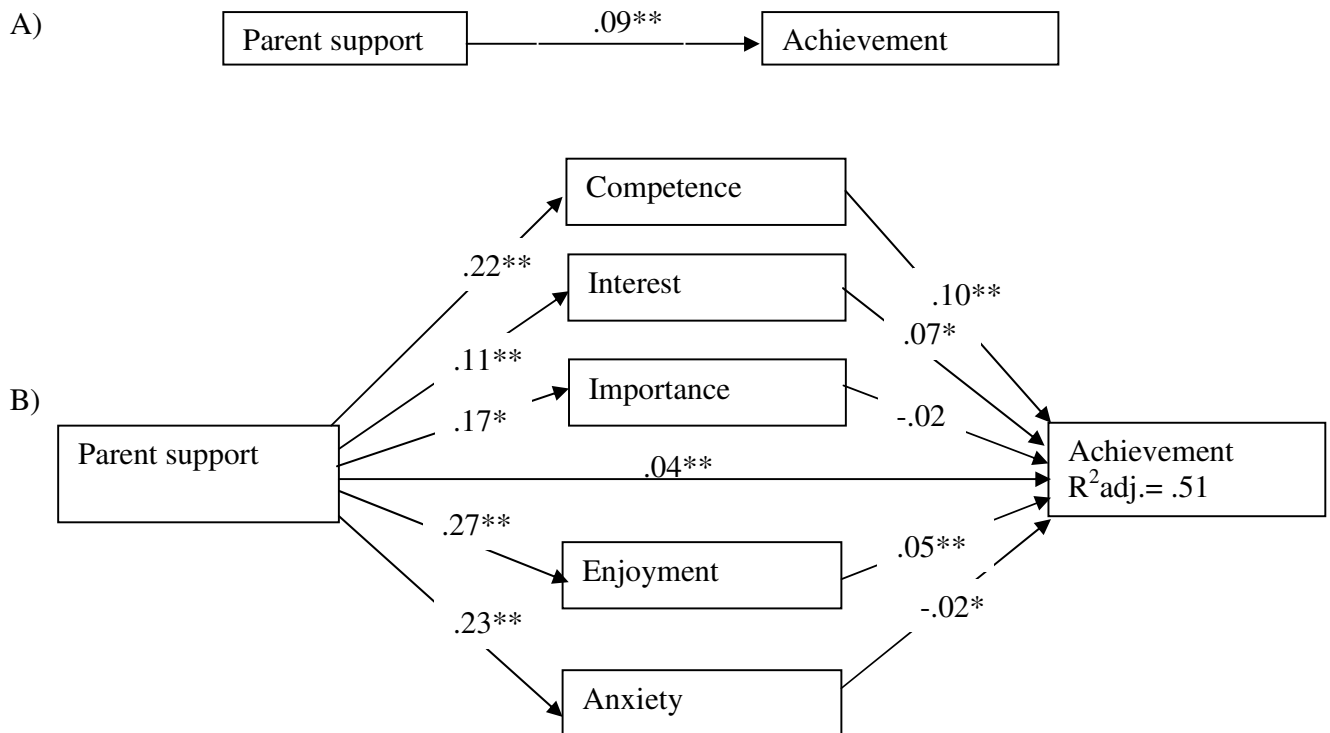 A)
Parent support
.09**
Achievement
Competence
.22**
.10**
Interest
.11**
.07*
B)
Importance
.17*
-.02
Parent support
.04**
Achievement
R²adj.= .51
.27**
Enjoyment
.05**
.23**
-.02*
Anxiety